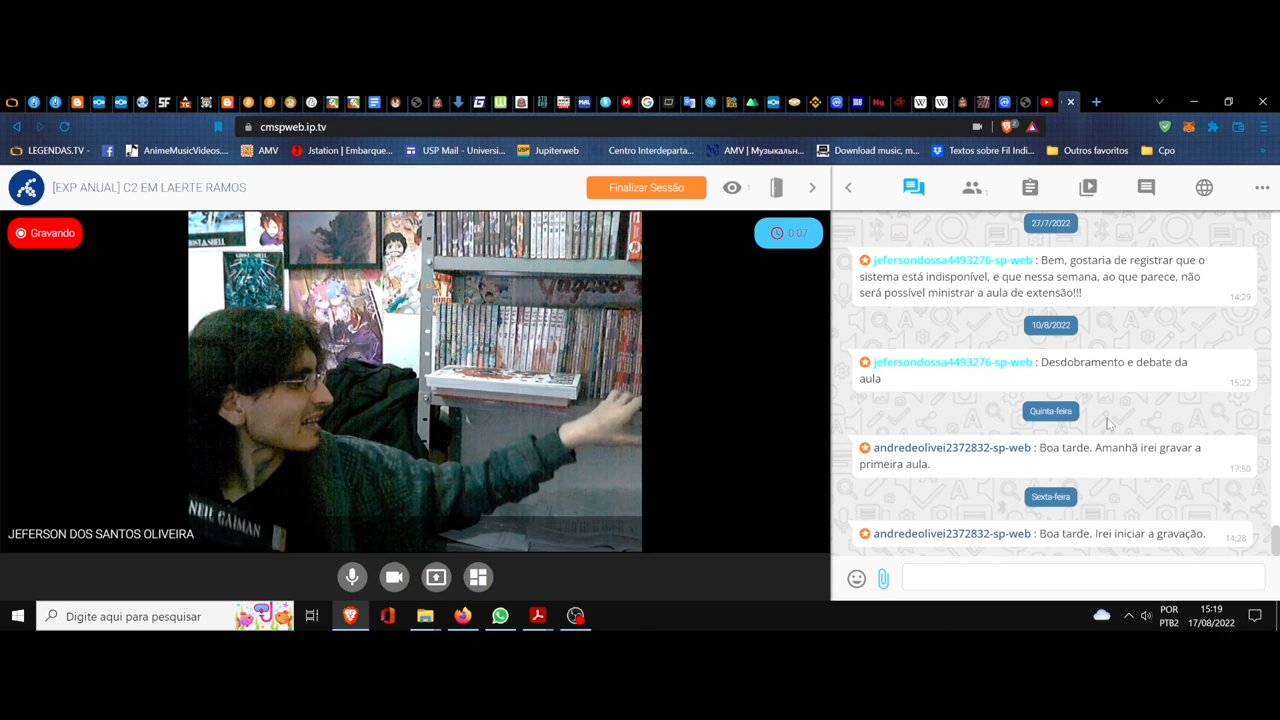 cmspweb.ip.tv
2
LEGENDAS.TV -
AnimeMusicVideos....
AMV
Jstation | Embarque...
USP Mail - Universi...
Jupiterweb
Centro Interdeparta...
AMV | Музыкальн...
Download music, m...
Textos sobre Fil Indi...
Outros favoritos
Cpo
[EXP ANUAL] C2 EM LAERTE RAMOS
Finalizar Sessão
1
1
Gravando
0:07
NEIL GAIMAN
JEFERSON DOS SANTOS OLIVEIRA
27/7/2022
jefersondossa4493276-sp-web : Bem, gostaria de registrar que o
sistema está indisponível, e que nessa semana, ao que parece, não
será possível ministrar a aula de extensão!!!
14:29
10/8/2022
jefersondossa4493276-sp-web : Desdobramento e debate da
aula
15:22
Quinta-feira
andredeolivei2372832-sp-web : Boa tarde. Amanhã irei gravar a
primeira aula.
17:50
Sexta-feira
andredeolivei2372832-sp-web : Boa tarde. Irei iniciar a gravação.
14:28
Digite aqui para pesquisar
POR
PTB2
15:19
17/08/2022